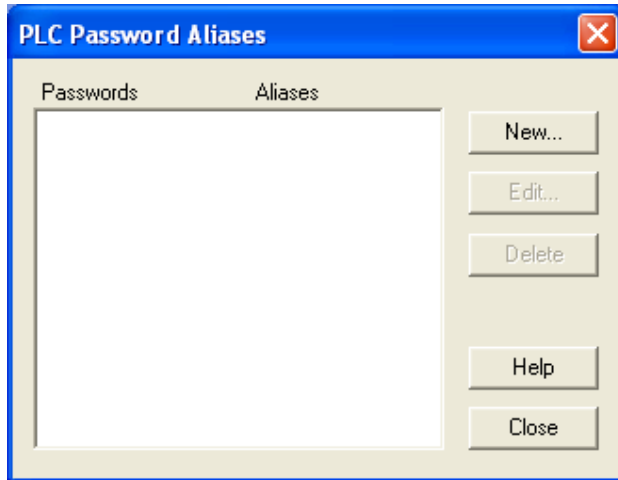 PLC Password Aliases
Passwords Aliases
New...
Edit...
Delete
Help
Close